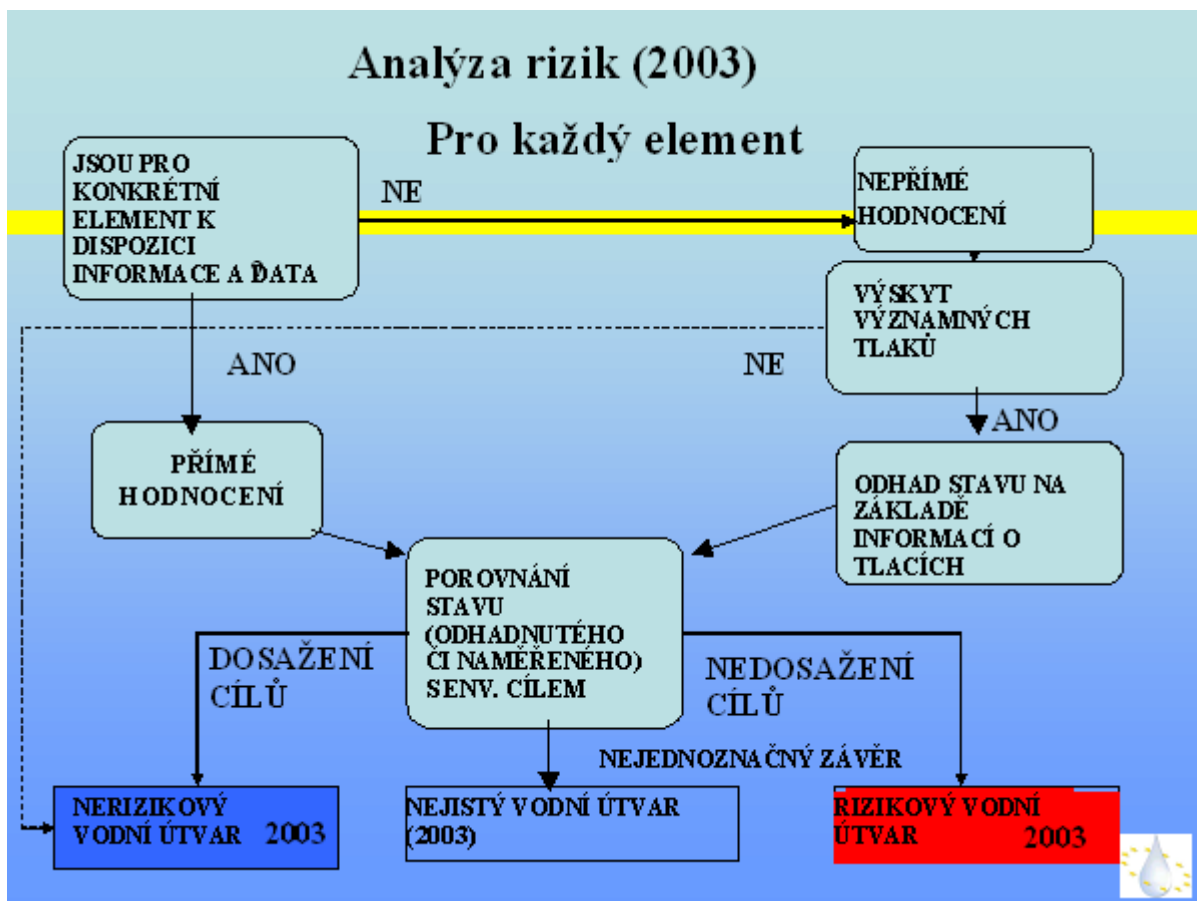 Analýza rizik (2003)
Pro každý element
JSOU PRO
KONKRÉTNÍ
ELEMENT K
DISPOZICI
INFORMACE A DATA
NE
NEPŘÍMÉ
HODNOCENÍ
VÝSKYT
VÝZNAMNÝCH
TLAKŮ
ANO
NE
ANO
PŘÍMÉ
HODNOCENÍ
ODHAD STAVU NA
ZÁKLADĚ
INFORMACÍ O
TLACÍCH
POROVNÁNÍ
STAVU
(ODHADNUTÉHO
ČI NAMĚŘENÉHO)
SENV. CÍLEM
DOSAŽENÍ
CÍLŮ
NEDOSAŽENÍ
CÍLŮ
NEJEDNOZNAČNÝ ZÁVĚR
NERIZIKOVÝ
VODNÍ ÚTVAR 2003
NEJISTÝ VODNÍ ÚTVAR
(2003)
RIZIKOVÝ VODNÍ
ÚTVAR 2003